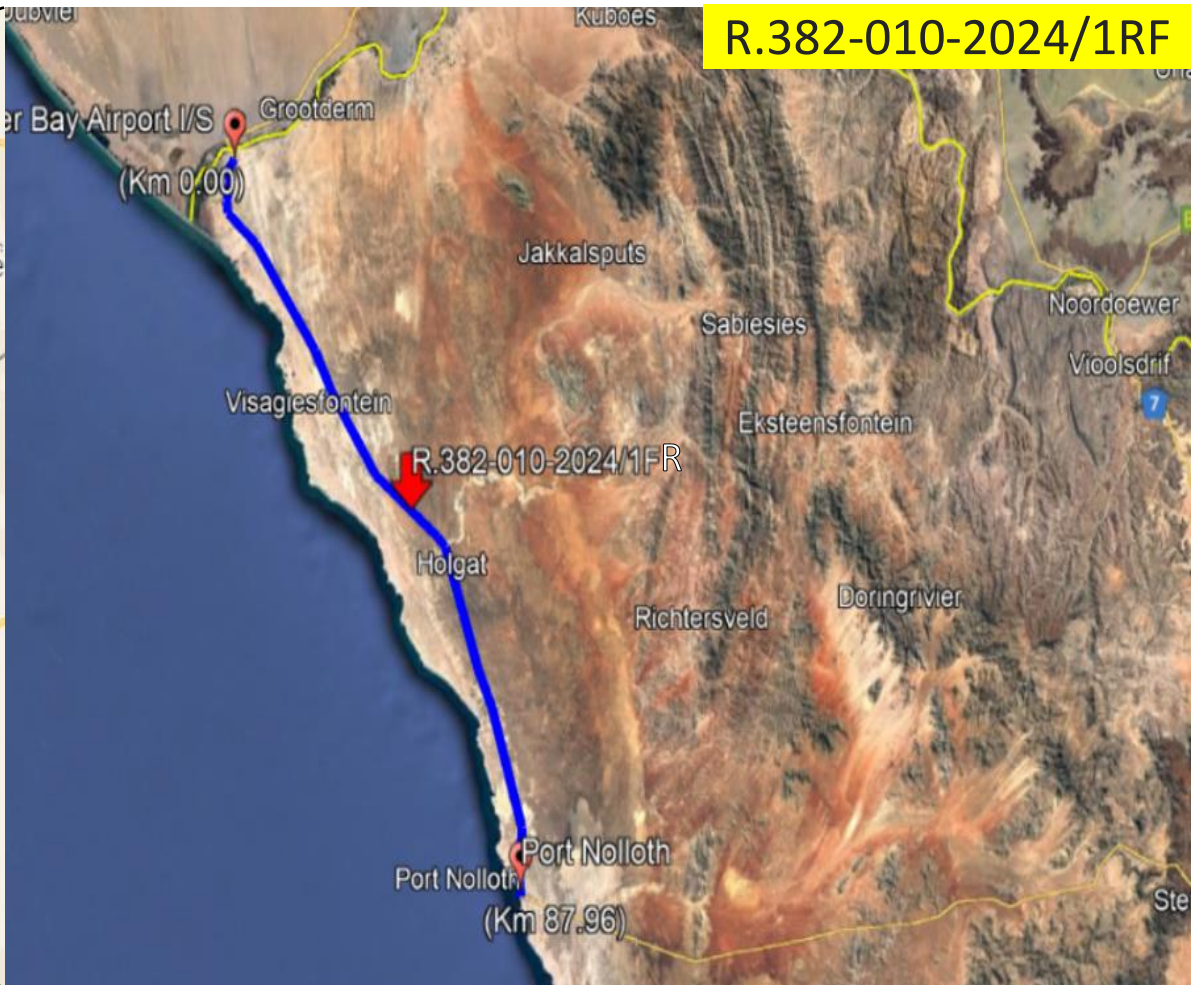 Kuboes
R.382-010-2024/1RF
Grootderm
er Bay Airport I/S
(Km 0.00)
Jakkalsputs
Noordoewer
Sabiesies
Vioolsdrif
Visagiesfontein
7
Eksteensfontein
R.382-010-2024/1FR
Holgat
Doringrivier
Richtersveld
Port Nolloth
Port Nolloth
Ste
(Km 87.96)